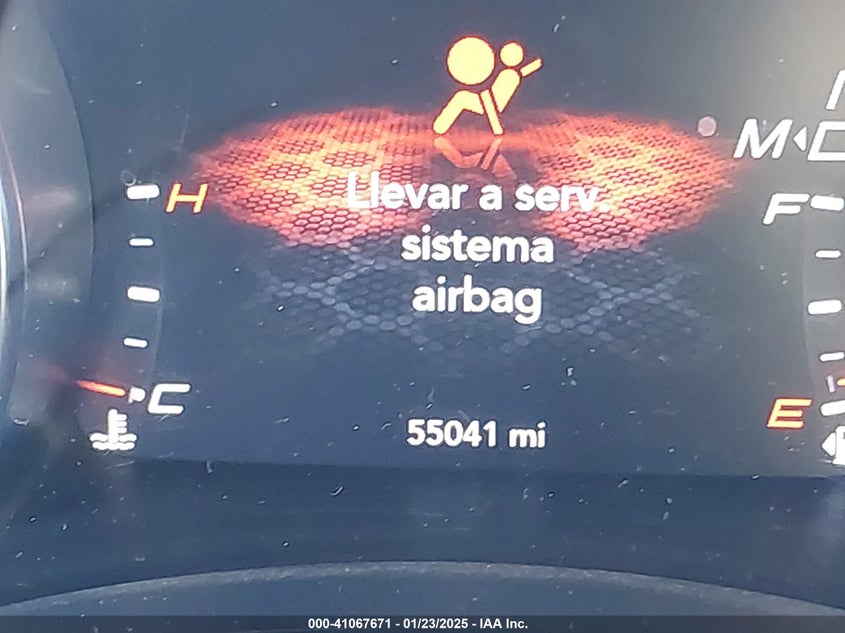 H
M
F
Llevar a serv.
sistema
airbag
C
E
55041 mi
000-41067671 - 01/23/2025 - IAA Inc.